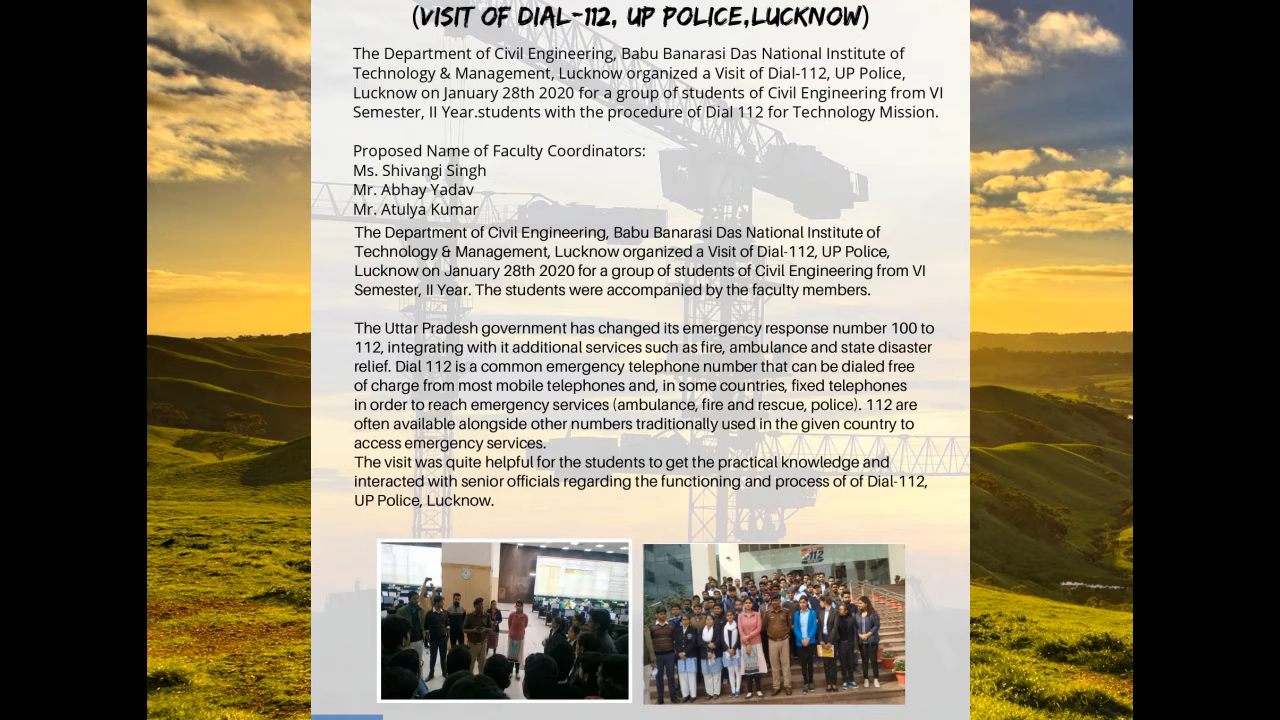 (VISIT OF DIAL-112, UP POLICE,LUCKNOW)
The Department of Civil Engineering, Babu Banarasi Das National Institute of
Technology & Management, Lucknow organized a Visit of Dial-112, UP Police,
Lucknow on January 28th 2020 for a group of students of Civil Engineering from VI
Semester, II Year.students with the procedure of Dial 112 for Technology Mission.
Proposed Name of Faculty Coordinators:
Ms. Shivangi Singh
Mr. Abhay Yadav
Mr. Atulya Kumar
The Department of Civil Engineering, Babu Banarasi Das National Institute of
Technology & Management, Lucknow organized a Visit of Dial-112, UP Police,
Lucknow on January 28th 2020 for a group of students of Civil Engineering from VI
Semester, II Year. The students were accompanied by the faculty members.
The Uttar Pradesh government has changed its emergency response number 100 to
112, integrating with it additional services such as fire, ambulance and state disaster
relief. Dial 112 is a common emergency telephone number that can be dialed free
of charge from most mobile telephones and, in some countries, fixed telephones
in order to reach emergency services (ambulance, fire and rescue, police). 112 are
often available alongside other numbers traditionally used in the given country to
access emergency services.
The visit was quite helpful for the students to get the practical knowledge and
interacted with senior officials regarding the functioning and process of of Dial-112,
UP Police, Lucknow.
112